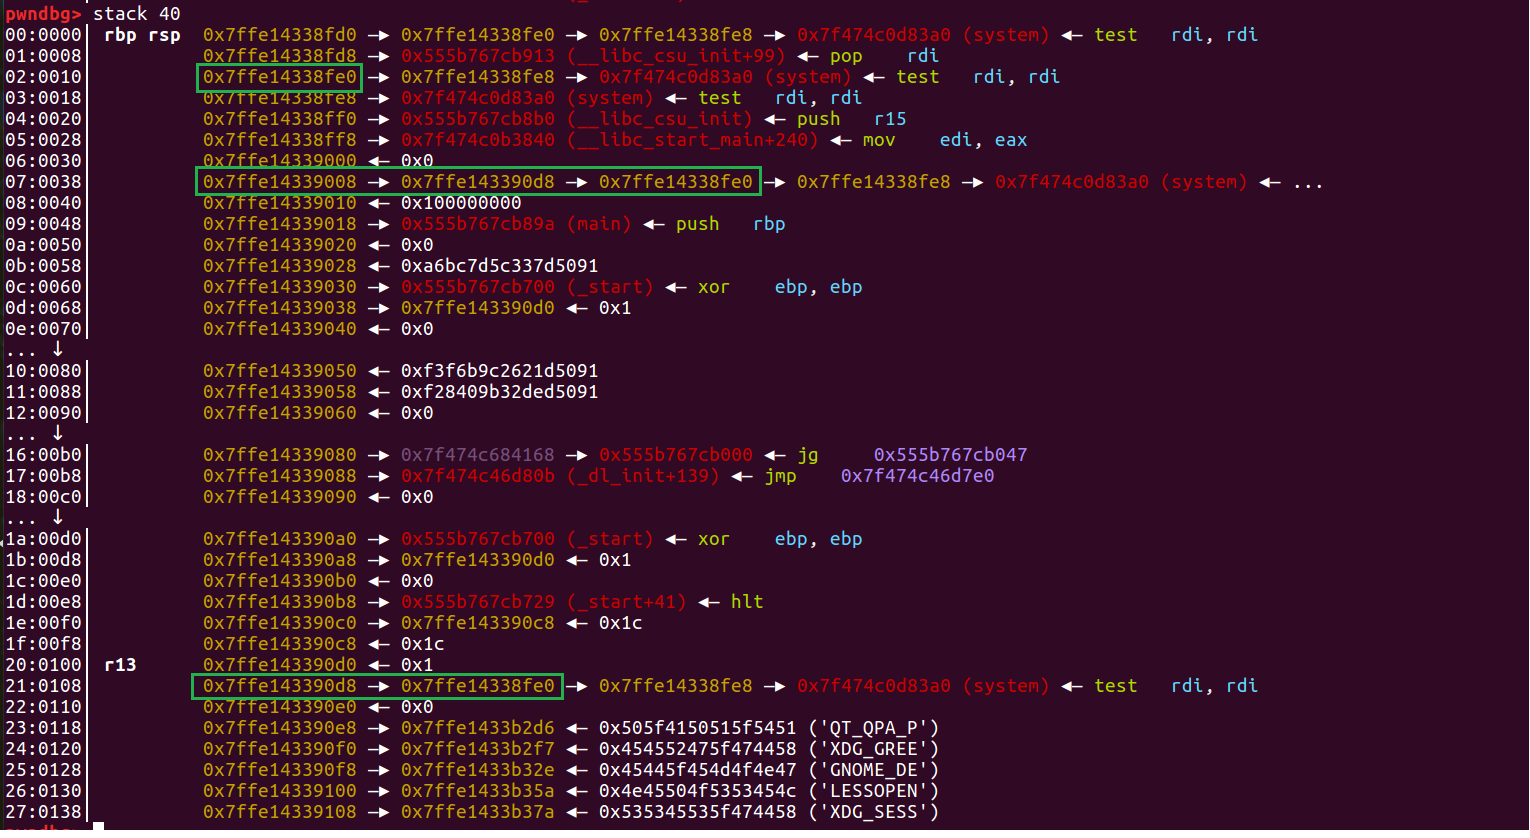 pwndbg> stack 40
00:0000│ rbp rsp  0x7ffe14338fd0 —▸ 0x7ffe14338fe0 —▸ 0x7ffe14338fe8 —▸ 0x7f474c0d83a0 (system) ◂— test   rdi, rdi
01:0008│          0x7ffe14338fd8 —▸ 0x555b767cb913 (__libc_csu_init+99) ◂— pop    rdi
02:0010│          0x7ffe14338fe0 —▸ 0x7ffe14338fe8 —▸ 0x7f474c0d83a0 (system) ◂— test   rdi, rdi
03:0018│          0x7ffe14338fe8 —▸ 0x7f474c0d83a0 (system) ◂— test   rdi, rdi
04:0020│          0x7ffe14338ff0 —▸ 0x555b767cb8b0 (__libc_csu_init) ◂— push   r15
05:0028│          0x7ffe14338ff8 —▸ 0x7f474c0b3840 (__libc_start_main+240) ◂— mov    edi, eax
06:0030│          0x7ffe14339000 ◂— 0x0
07:0038│          0x7ffe14339008 —▸ 0x7ffe143390d8 —▸ 0x7ffe14338fe0 —▸ 0x7ffe14338fe8 —▸ 0x7f474c0d83a0 (system) ◂— ...
08:0040│          0x7ffe14339010 ◂— 0x100000000
09:0048│          0x7ffe14339018 —▸ 0x555b767cb89a (main) ◂— push   rbp
0a:0050│          0x7ffe14339020 ◂— 0x0
0b:0058│          0x7ffe14339028 ◂— 0xa6bc7d5c337d5091
0c:0060│          0x7ffe14339030 —▸ 0x555b767cb700 (_start) ◂— xor    ebp, ebp
0d:0068│          0x7ffe14339038 —▸ 0x7ffe143390d0 ◂— 0x1
0e:0070│          0x7ffe14339040 ◂— 0x0
... ↓
10:0080│          0x7ffe14339050 ◂— 0xf3f6b9c2621d5091
11:0088│          0x7ffe14339058 ◂— 0xf28409b32ded5091
12:0090│          0x7ffe14339060 ◂— 0x0
... ↓
16:00b0│          0x7ffe14339080 —▸ 0x7f474c684168 —▸ 0x555b767cb000 ◂— jg     0x555b767cb047
17:00b8│          0x7ffe14339088 —▸ 0x7f474c46d80b (_dl_init+139) ◂— jmp    0x7f474c46d7e0
18:00c0│          0x7ffe14339090 ◂— 0x0
... ↓
1a:00d0│          0x7ffe143390a0 —▸ 0x555b767cb700 (_start) ◂— xor    ebp, ebp
1b:00d8│          0x7ffe143390a8 —▸ 0x7ffe143390d0 ◂— 0x1
1c:00e0│          0x7ffe143390b0 ◂— 0x0
1d:00e8│          0x7ffe143390b8 —▸ 0x555b767cb729 (_start+41) ◂— hlt
1e:00f0│          0x7ffe143390c0 —▸ 0x7ffe143390c8 ◂— 0x1c
1f:00f8│          0x7ffe143390c8 ◂— 0x1c
20:0100│ r13      0x7ffe143390d0 ◂— 0x1
21:0108│          0x7ffe143390d8 —▸ 0x7ffe14338fe0 —▸ 0x7ffe14338fe8 —▸ 0x7f474c0d83a0 (system) ◂— test   rdi, rdi
22:0110│          0x7ffe143390e0 ◂— 0x0
23:0118│          0x7ffe143390e8 —▸ 0x7ffe1433b2d6 ◂— 0x505f4150515f5451 ('QT_QPA_P')
24:0120│          0x7ffe143390f0 —▸ 0x7ffe1433b2f7 ◂— 0x454552475f474458 ('XDG_GREE')
25:0128│          0x7ffe143390f8 —▸ 0x7ffe1433b32e ◂— 0x45445f454d4f4e47 ('GNOME_DE')
26:0130│          0x7ffe14339100 —▸ 0x7ffe1433b35a ◂— 0x4e45504f5353454c ('LESSOPEN')
27:0138│          0x7ffe14339108 —▸ 0x7ffe1433b37a ◂— 0x535345535f474458 ('XDG_SESS')